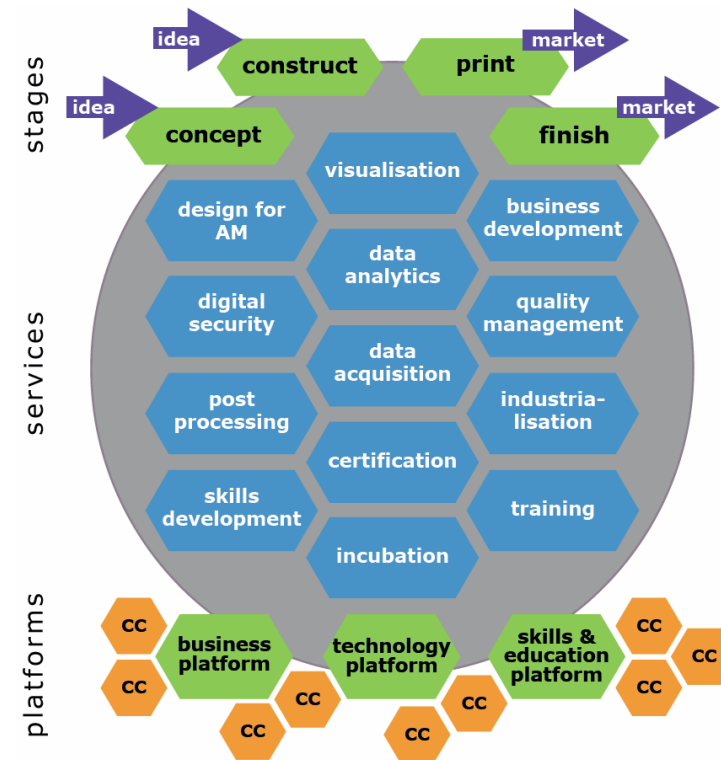 stages
idea
construct
print
market
idea
concept
finish
market
services
visualisation
design for
AM
business
development
data
analytics
digital
security
quality
management
data
acquisition
post
processing
industria-
lisation
certification
skills
development
training
incubation
platforms
CC
CC
business
platform
CC
CC
technology
platform
CC
CC
skills &
education
platform
CC
CC
CC